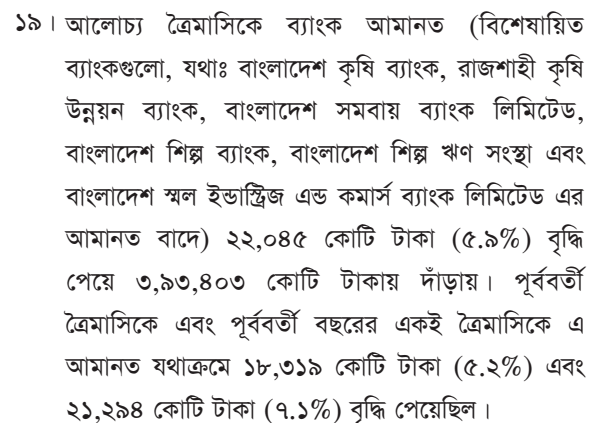 ১৯। আলোচ্য ত্রৈমাসিকে ব্যাংক আমানত (বিশেষায়িত
ব্যাংকগুলো, যথাঃ বাংলাদেশ কৃষি ব্যাংক, রাজশাহী কৃষি
উন্নয়ন ব্যাংক, বাংলাদেশ সমবায় ব্যাংক লিমিটেড,
বাংলাদেশ শিল্প ব্যাংক, বাংলাদেশ শিল্প ঋণ সংস্থা এবং
বাংলাদেশ স্মল ইন্ডাস্ট্রিজ এন্ড কমার্স ব্যাংক লিমিটেড এর
আমানত বাদে) ২২,০৪৫ কোটি টাকা (৫.৯%) বৃদ্ধি
পেয়ে ৩,৯৩,৪০৩ কোটি টাকায় দাঁড়ায়। পূর্ববর্তী
ত্রৈমাসিকে এবং পূর্ববর্তী বছরের একই ত্রৈমাসিকে এ
আমানত যথাক্রমে ১৮,৩১৯ কোটি টাকা (৫.২%) এবং
২১,২৯৪ কোটি টাকা (৭.১%) বৃদ্ধি পেয়েছিল।